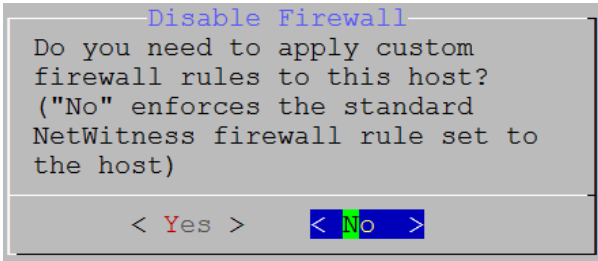 Disable Firewall
Do you need to apply custom
firewall rules to this host?
("No" enforces the standard
NetWitness firewall rule set to
the host)
< Yes > < No >